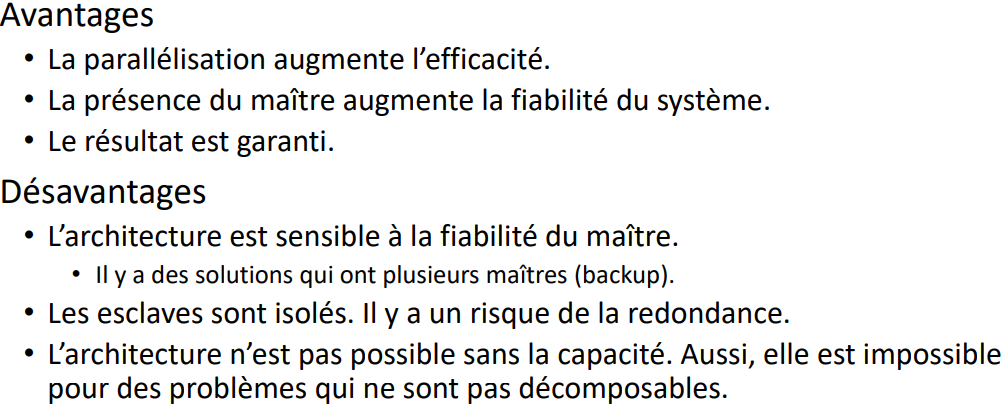 Avantages
• La parallélisation augmente l’efficacité.
• La présence du maître augmente la fiabilité du système.
• Le résultat est garanti.
Désavantages
• L’architecture est sensible à la fiabilité du maître.
• Il y a des solutions qui ont plusieurs maîtres (backup).
• Les esclaves sont isolés. Il y a un risque de la redondance.
• L’architecture n’est pas possible sans la capacité. Aussi, elle est impossible
pour des problèmes qui ne sont pas décomposables.